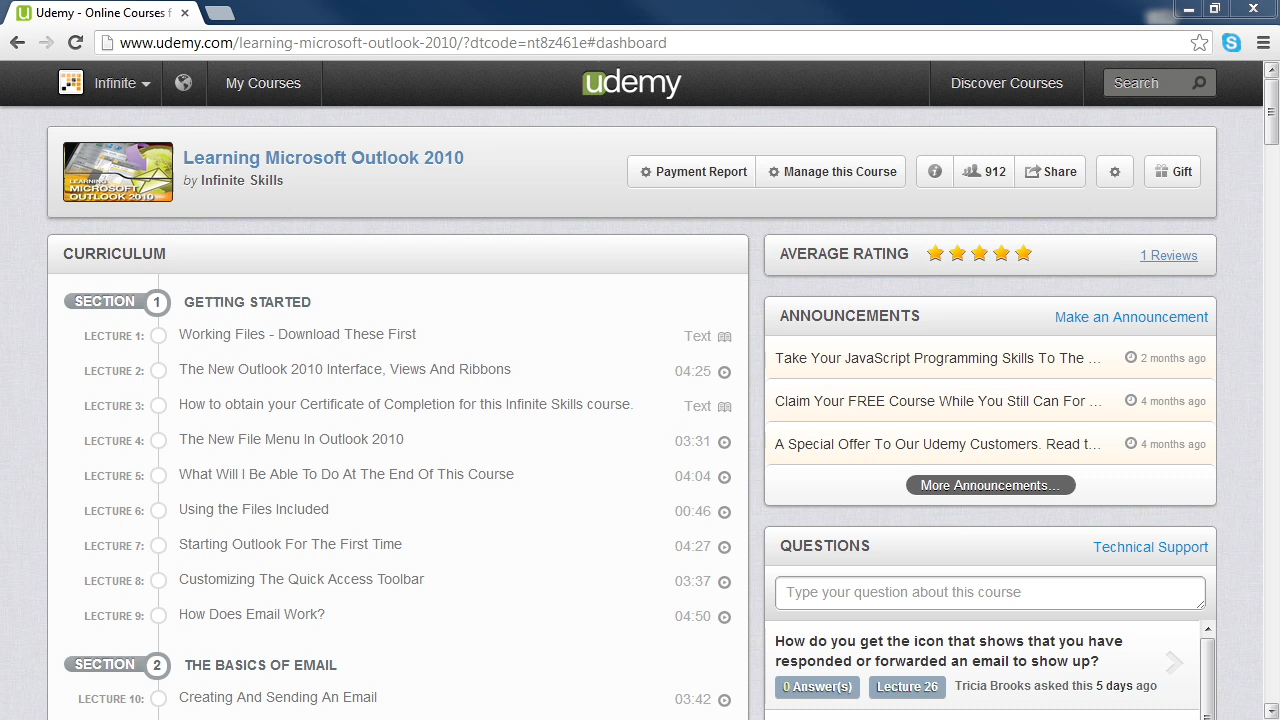 Udemy - Online Courses f
www.udemy.com/learning-microsoft-outlook-2010/?dtcode=nt8z461e#dashboard
Infinite
My Courses
udemy
Discover Courses
Search
LEARNING
MICROSOFT
OUTLOOK 2010
Learning Microsoft Outlook 2010
by Infinite Skills
Payment Report
Manage this Course
912
Share
Gift
CURRICULUM
SECTION 1 GETTING STARTED
LECTURE 1: Working Files - Download These First Text
LECTURE 2: The New Outlook 2010 Interface, Views And Ribbons 04:25
LECTURE 3: How to obtain your Certificate of Completion for this Infinite Skills course. Text
LECTURE 4: The New File Menu In Outlook 2010 03:31
LECTURE 5: What Will I Be Able To Do At The End Of This Course 04:04
LECTURE 6: Using the Files Included 00:46
LECTURE 7: Starting Outlook For The First Time 04:27
LECTURE 8: Customizing The Quick Access Toolbar 03:37
LECTURE 9: How Does Email Work? 04:50
SECTION 2 THE BASICS OF EMAIL
LECTURE 10: Creating And Sending An Email 03:42
AVERAGE RATING 1 Reviews
ANNOUNCEMENTS Make an Announcement
Take Your JavaScript Programming Skills To The ... 2 months ago
Claim Your FREE Course While You Still Can For ... 4 months ago
A Special Offer To Our Udemy Customers. Read t... 4 months ago
More Announcements...
QUESTIONS Technical Support
Type your question about this course
How do you get the icon that shows that you have
responded or forwarded an email to show up?
0 Answer(s) Lecture 26 Tricia Brooks asked this 5 days ago